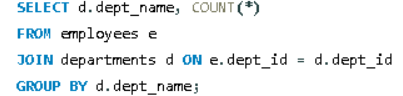 SELECT d.dept_name, COUNT(*)
FROM employees e
JOIN departments d ON e.dept_id = d.dept_id
GROUP BY d.dept_name;